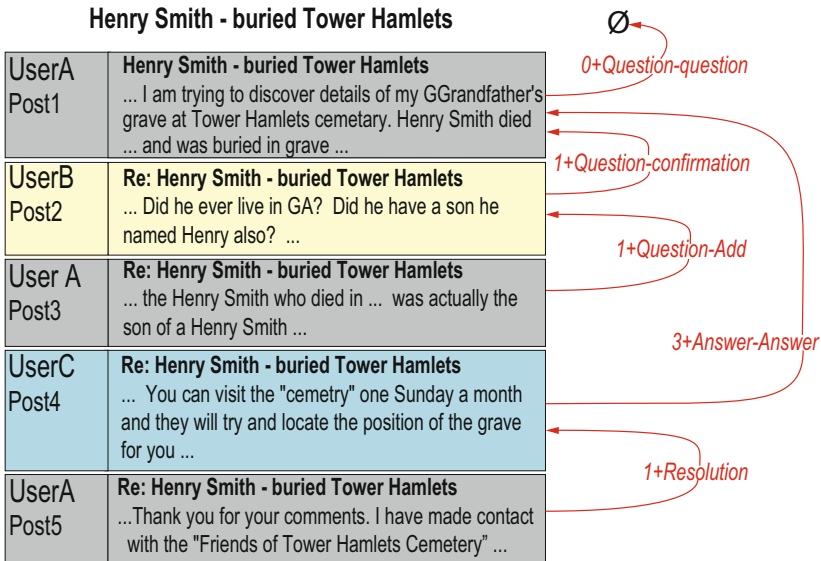 Henry Smith - buried Tower Hamlets
Ø
UserA
Post1
Henry Smith - buried Tower Hamlets
... I am trying to discover details of my GGrandfather's
grave at Tower Hamlets cemetary. Henry Smith died
... and was buried in grave ...
0+Question-question
UserB
Post2
Re: Henry Smith - buried Tower Hamlets
... Did he ever live in GA? Did he have a son he
named Henry also? ...
1+Question-confirmation
User A
Post3
Re: Henry Smith - buried Tower Hamlets
... the Henry Smith who died in ... was actually the
son of a Henry Smith ...
1+Question-Add
UserC
Post4
Re: Henry Smith - buried Tower Hamlets
... You can visit the "cemetry" one Sunday a month
and they will try and locate the position of the grave
for you ...
3+Answer-Answer
UserA
Post5
Re: Henry Smith - buried Tower Hamlets
...Thank you for your comments. I have made contact
with the "Friends of Tower Hamlets Cemetery” ...
1+Resolution